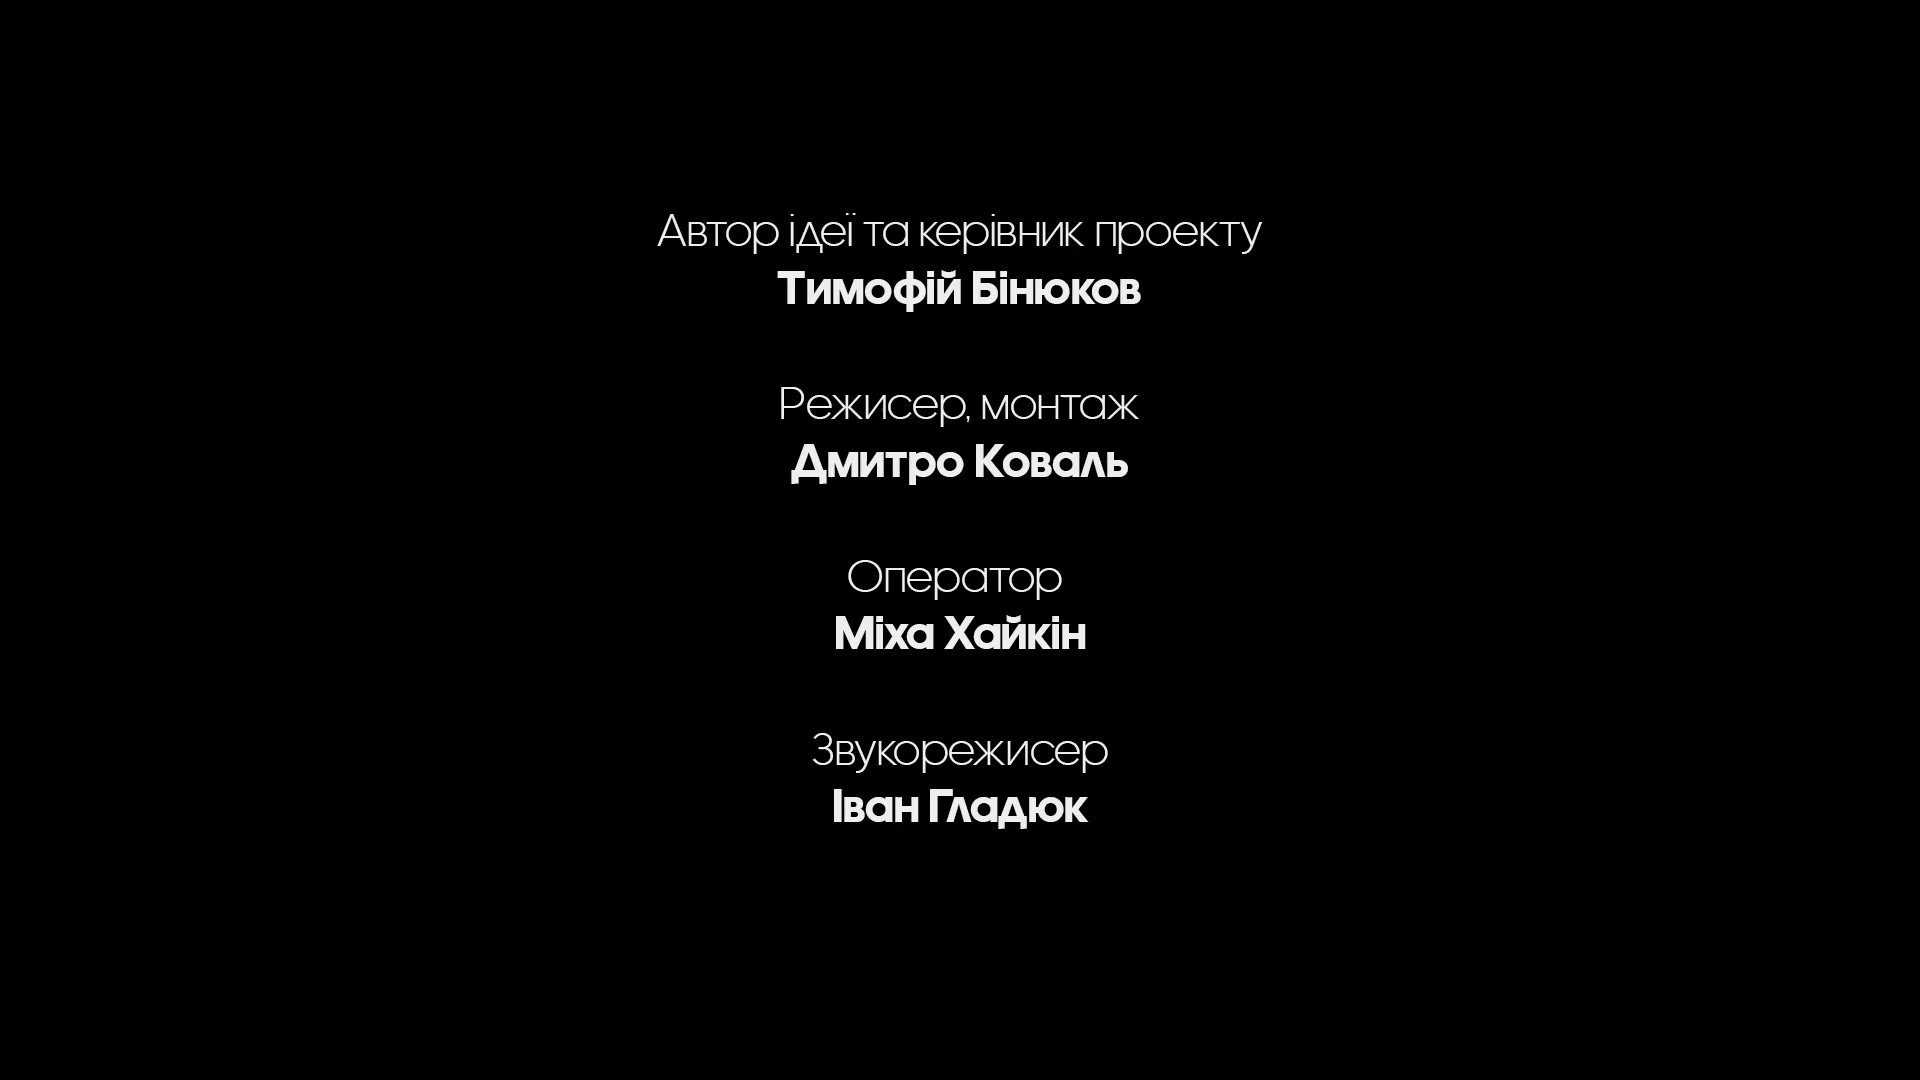 Автор ідеї та керівник проекту
Тимофій Бінюков
Режисер, монтаж
Дмитро Коваль
Оператор
Міха Хайкін
Звукорежисер
Іван Гладюк